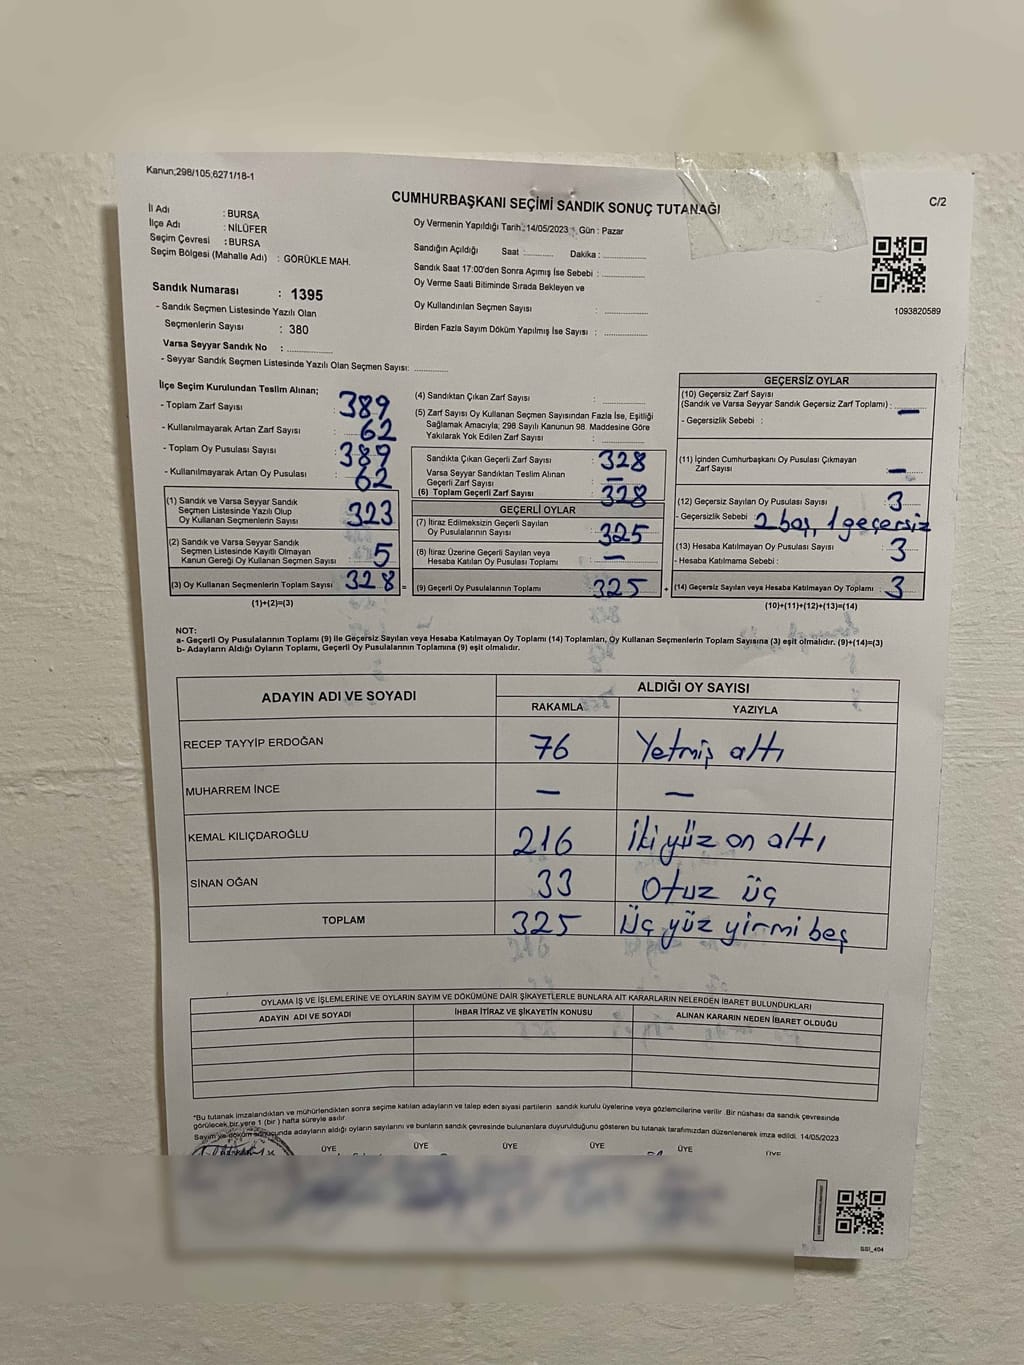 Kanun;298/105,6271/18-1
CUMHURBAŞKANI SEÇİMİ SANDIK SONUÇ TUTANAĞI
C/2
İl Adı : BURSA
İlçe Adı : NİLÜFER
Seçim Çevresi : BURSA
Seçim Bölgesi (Mahalle Adı) : GÖRÜKLE MAH.
Sandık Numarası : 1395
- Sandık Seçmen Listesinde Yazılı Olan
Seçmenlerin Sayısı : 380
Varsa Seyyar Sandık No : ..............
- Seyyar Sandık Seçmen Listesinde Yazılı Olan Seçmen Sayısı: ............
Oy Vermenin Yapıldığı Tarih: 14/05/2023 Gün : Pazar
Sandığın Açıldığı Saat :.......... Dakika : ..............
Sandık Saat 17:00'den Sonra Açımış İse Sebebi : ..............
Oy Verme Saati Bitiminde Sırada Bekleyen ve
Oy Kullandırılan Seçmen Sayısı : ..............
Birden Fazla Sayım Döküm Yapılmış İse Sayısı : ..............
1093820589
İlçe Seçim Kurulundan Teslim Alınan;
- Toplam Zarf Sayısı : 389
- Kullanılmayarak Artan Zarf Sayısı : 62
- Toplam Oy Pusulası Sayısı : 389
- Kullanılmayarak Artan Oy Pusulası : 62
(1) Sandık ve Varsa Seyyar Sandık
Seçmen Listesinde Yazılı Olup
Oy Kullanan Seçmenlerin Sayısı : 323
(2) Sandık ve Varsa Seyyar Sandık
Seçmen Listesinde Kayıtlı Olmayan
Kanun Gereği Oy Kullanan Seçmen Sayısı : 5
(3) Oy Kullanan Seçmenlerin Toplam Sayısı : 328 =
(1)+(2)=(3)
(4) Sandıktan Çıkan Zarf Sayısı : ..............
(5) Zarf Sayısı Oy Kullanan Seçmen Sayısından Fazla İse, Eşitliği
Sağlamak Amacıyla; 298 Sayılı Kanunun 98. Maddesine Göre
Yakılarak Yok Edilen Zarf Sayısı : ..............
Sandıkta Çıkan Geçerli Zarf Sayısı : 328
Varsa Seyyar Sandıktan Teslim Alınan
Geçerli Zarf Sayısı : —
(6) Toplam Geçerli Zarf Sayısı : 328
GEÇERLİ OYLAR
(7) İtiraz Edilmeksizin Geçerli Sayılan
Oy Pusulalarının Sayısı : 325
(8) İtiraz Üzerine Geçerli Sayılan veya
Hesaba Katılan Oy Pusulası Toplamı : —
(9) Geçerli Oy Pusulalarının Toplamı : 325 +
GEÇERSİZ OYLAR
(10) Geçersiz Zarf Sayısı
(Sandık ve Varsa Seyyar Sandık Geçersiz Zarf Toplamı) : —
- Geçersizlik Sebebi :
(11) İçinden Cumhurbaşkanı Oy Pusulası Çıkmayan
Zarf Sayısı : —
(12) Geçersiz Sayılan Oy Pusulası Sayısı : 3
- Geçersizlik Sebebi : 2 boş, 1 geçersiz
(13) Hesaba Katılmayan Oy Pusulası Sayısı : 3
- Hesaba Katılmama Sebebi :
(14) Geçersiz Sayılan veya Hesaba Katılmayan Oy Toplamı : 3
(10)+(11)+(12)+(13)=(14)
NOT:
a- Geçerli Oy Pusulalarının Toplamı (9) ile Geçersiz Sayılan veya Hesaba Katılmayan Oy Toplamı (14) Toplamları, Oy Kullanan Seçmenlerin Toplam Sayısına (3) eşit olmalıdır. (9)+(14)=(3)
b- Adayların Aldığı Oyların Toplamı, Geçerli Oy Pusulalarının Toplamına (9) eşit olmalıdır.
ADAYIN ADI VE SOYADI
ALDIĞI OY SAYISI
RAKAMLA YAZIYLA
RECEP TAYYİP ERDOĞAN 76 Yetmiş altı
MUHARREM İNCE — —
KEMAL KILIÇDAROĞLU 216 İki yüz on altı
SİNAN OĞAN 33 Otuz üç
TOPLAM 325 Üç yüz yirmi beş
OYLAMA İŞ VE İŞLEMLERİNE VE OYLARIN SAYIM VE DÖKÜMÜNE DAİR ŞİKAYETLERLE BUNLARA AİT KARARLARIN NELERDEN İBARET BULUNDUKLARI
ADAYIN ADI VE SOYADI İHBAR İTİRAZ VE ŞİKAYETİN KONUSU ALINAN KARARIN NEDEN İBARET OLDUĞU
*Bu tutanak imzalandıktan ve mühürlendikten sonra seçime katılan adayların ve talep eden siyasi partilerin sandık kurulu üyelerine veya gözlemcilerine verilir. Bir nüshası da sandık çevresinde
görülecek bir yere 1 (bir ) hafta süreyle asılır.
Sayım ve döküm sonucunda adayların aldığı oyların sayılarını ve bunların sandık çevresinde bulunanlara duyurulduğunu gösteren bu tutanak tarafımızdan düzenlenerek imza edildi. 14/05/2023
ÜYE ÜYE ÜYE ÜYE ÜYE ÜYE
SSI_404